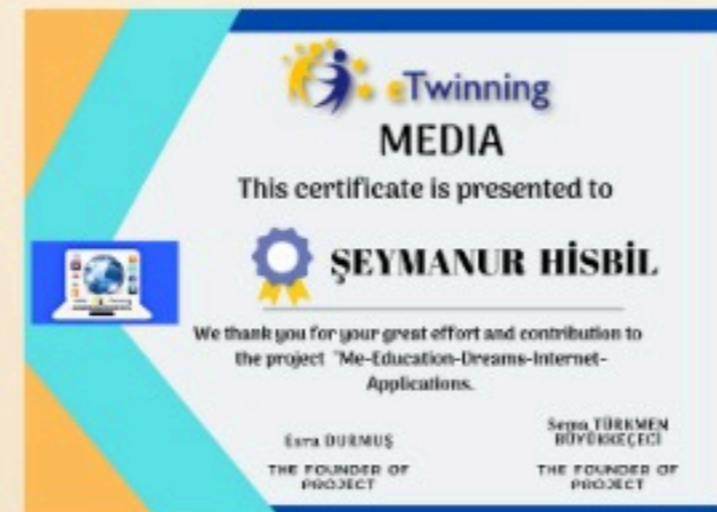 eTwinning
MEDIA
This certificate is presented to
ŞEYMANUR HİSBİL
We thank you for your great effort and contribution to
the project "Me-Education-Dreams-Internet-
Applications.
Esra DURMUŞ
THE FOUNDER OF
PROJECT
Sema TÜRKMEN
BÜYÜKKEÇECİ
THE FOUNDER OF
PROJECT